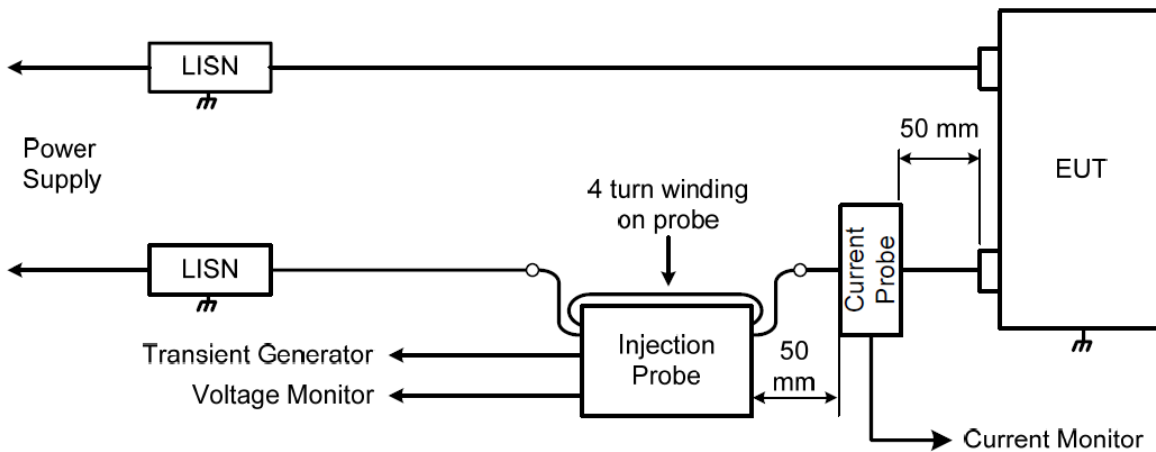 LISN
50 mm
Power
Supply
EUT
4 turn winding
on probe
LISN
Current
Probe
Transient Generator
Voltage Monitor
Injection
Probe
50
mm
Current Monitor